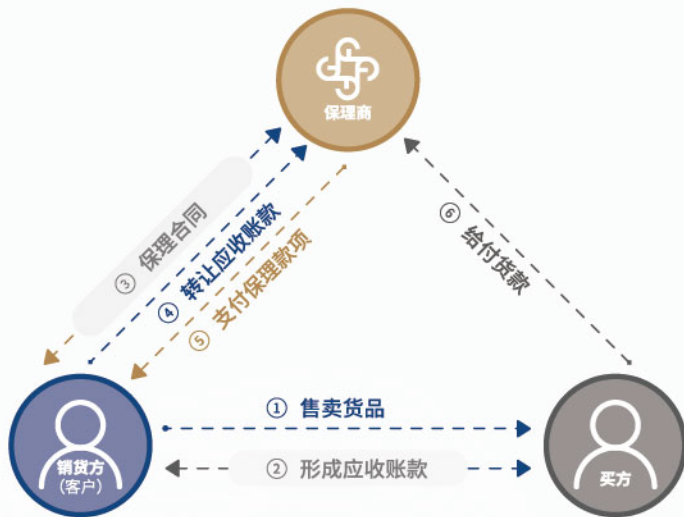 保理商
③ 保理合同
④ 转让应收账款
⑤ 支付保理款项
⑥ 给付货款
① 售卖货品
② 形成应收账款
销货方
(客户)
买方